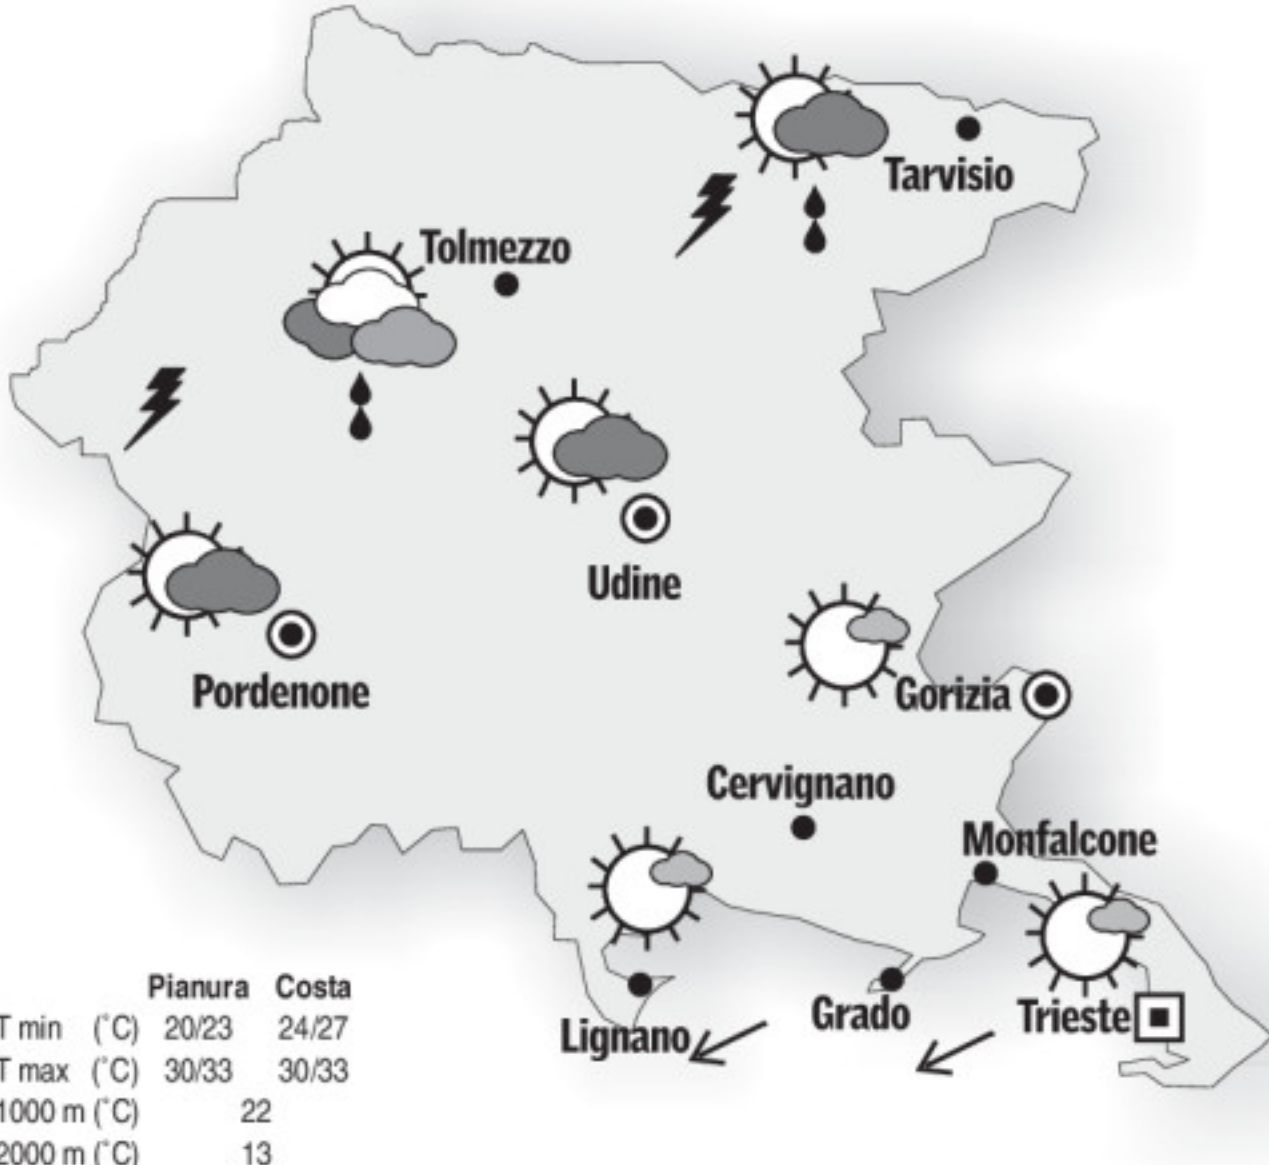 Tarvisio
Tolmezzo
Udine
Pordenone
Gorizia
Cervignano
Monfalcone
Lignano
Grado
Trieste
Pianura Costa
T min (°C) 20/23 24/27
T max (°C) 30/33 30/33
1000 m (°C) 22
2000 m (°C) 13